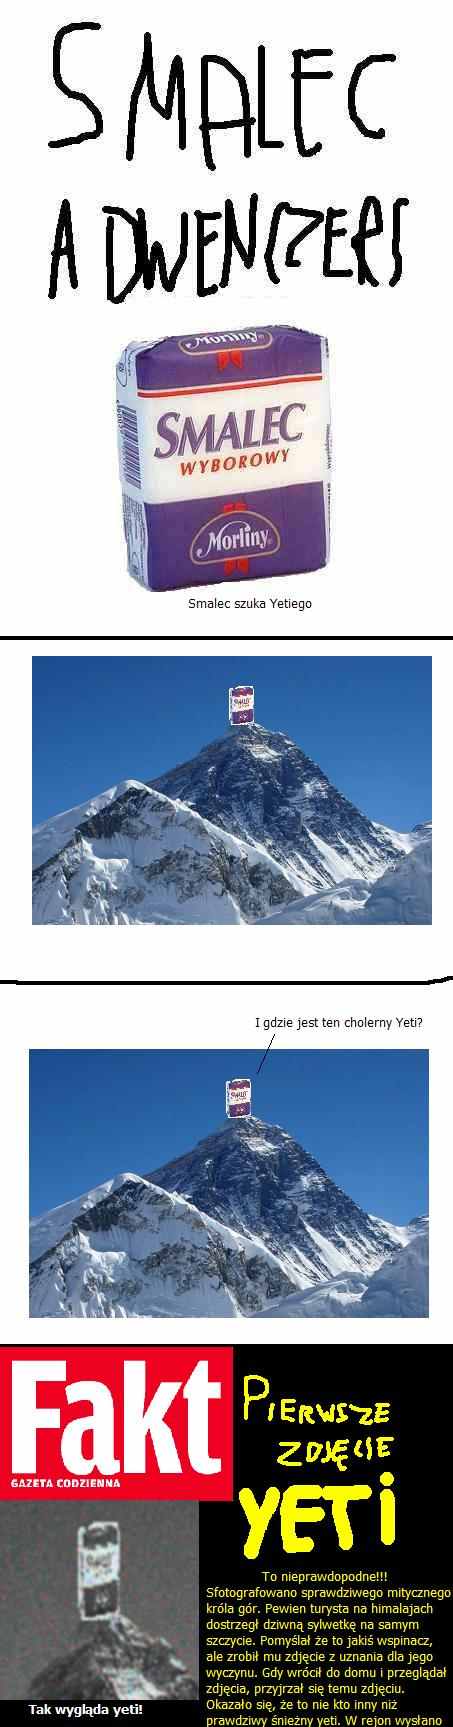 SMALEC
ADWENCZERS
Morliny
SMALEC
WYBOROWY
Morliny
Smalec szuka Yetiego
SMALEC
I gdzie jest ten cholerny Yeti?
SMALEC
Fakt
GAZETA CODZIENNA
PIERWSZE
ZDJĘCIE
YETI
To nieprawdopodne!!!
Sfotografowano sprawdziwego mitycznego
króla gór. Pewien turysta na himalajach
dostrzegł dziwną sylwetkę na samym
szczycie. Pomyślał że to jakiś wspinacz,
ale zrobił mu zdjęcie z uznania dla jego
wyczynu. Gdy wrócił do domu i przeglądał
zdjęcia, przyjrzał się temu zdjęciu.
Okazało się, że to nie kto inny niż
prawdziwy śnieżny yeti. W rejon wysłano
Tak wygląda yeti!